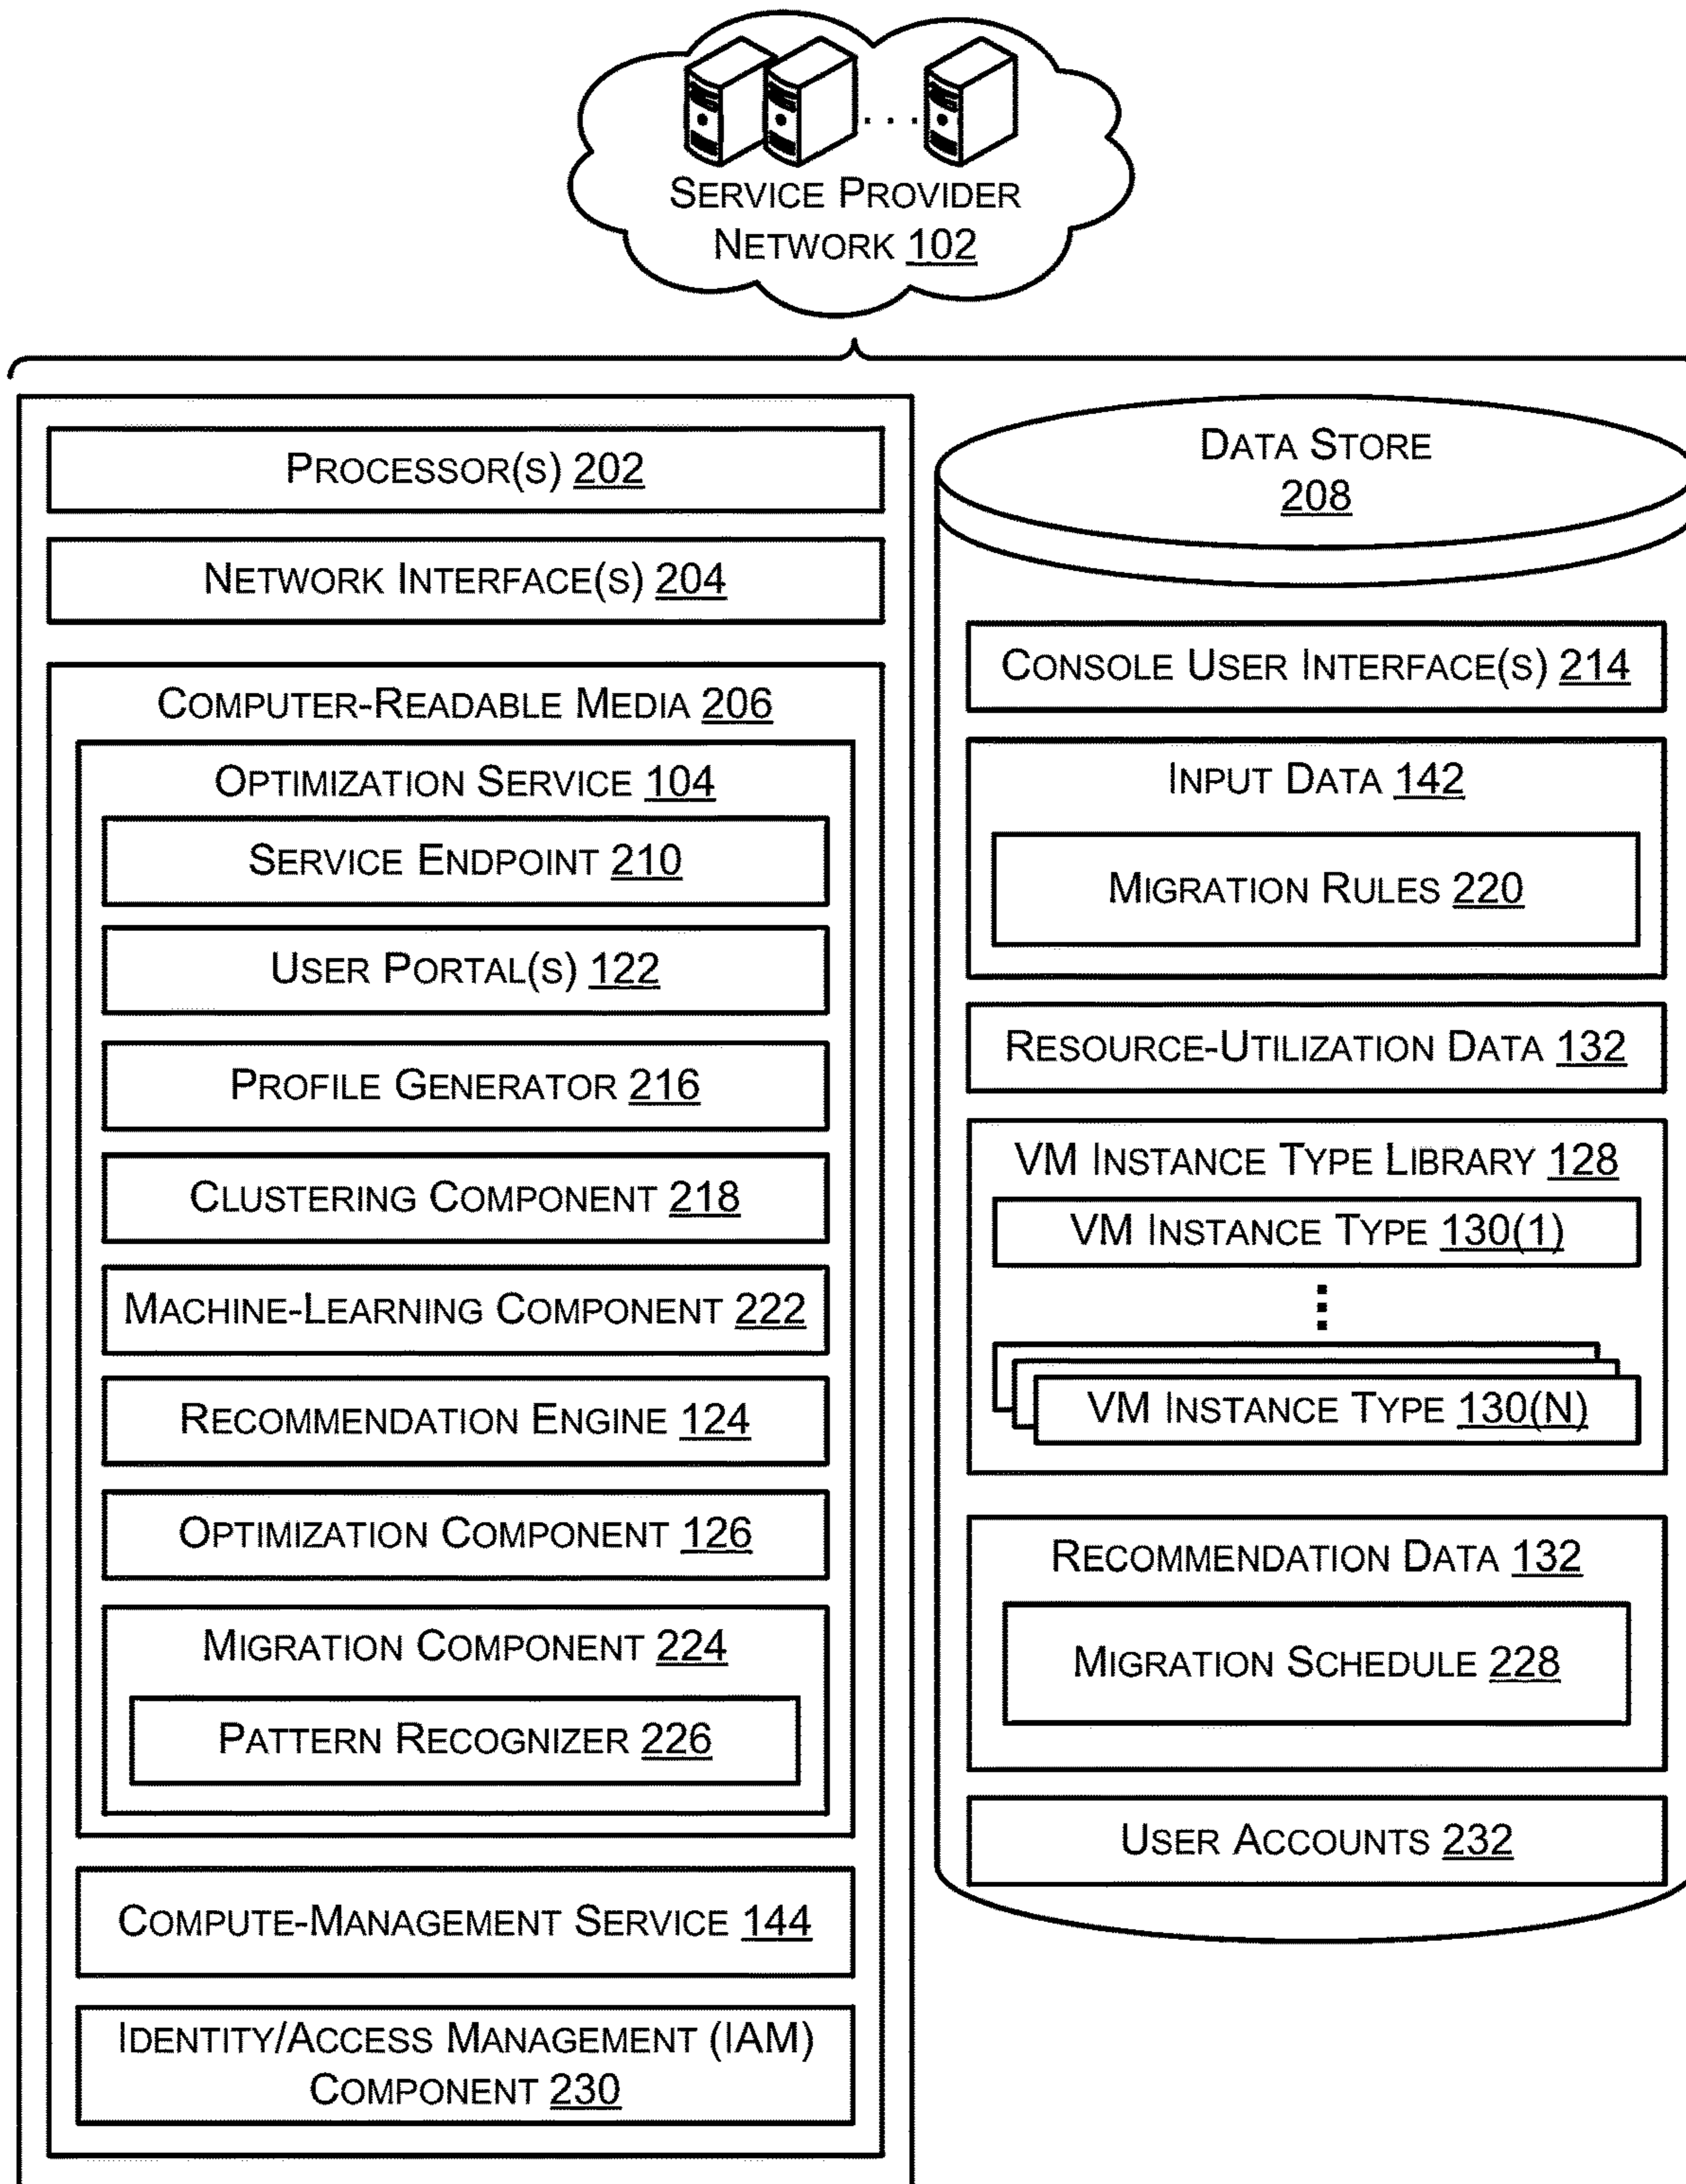 SERVICE PROVIDER
NETWORK 102
PROCESSOR(S) 202
NETWORK INTERFACE(S) 204
COMPUTER-READABLE MEDIA 206
OPTIMIZATION SERVICE 104
SERVICE ENDPOINT 210
USER PORTAL(S) 122
PROFILE GENERATOR 216
CLUSTERING COMPONENT 218
MACHINE-LEARNING COMPONENT 222
RECOMMENDATION ENGINE 124
OPTIMIZATION COMPONENT 126
MIGRATION COMPONENT 224
PATTERN RECOGNIZER 226
COMPUTE-MANAGEMENT SERVICE 144
IDENTITY/ACCESS MANAGEMENT (IAM)
COMPONENT 230
DATA STORE
208
CONSOLE USER INTERFACE(S) 214
INPUT DATA 142
MIGRATION RULES 220
RESOURCE-UTILIZATION DATA 132
VM INSTANCE TYPE LIBRARY 128
VM INSTANCE TYPE 130(1)
VM INSTANCE TYPE 130(N)
RECOMMENDATION DATA 132
MIGRATION SCHEDULE 228
USER ACCOUNTS 232